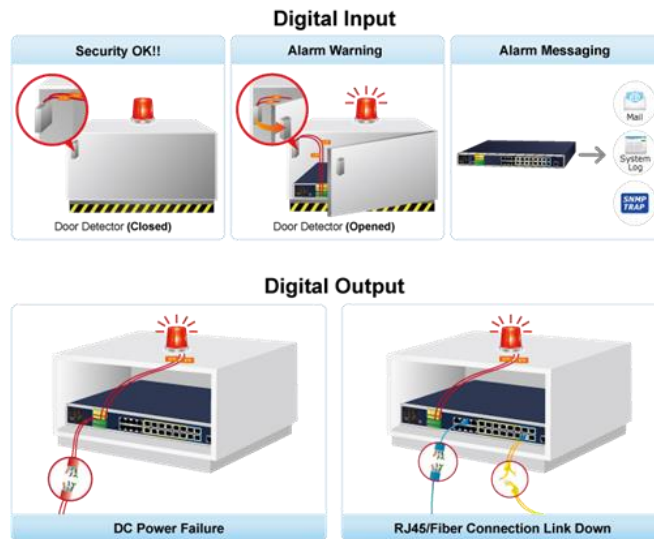 Digital Input
Security OK!!
Alarm Warning
Alarm Messaging
Mail
System
Log
SNMP
TRAP
Door Detector (Closed)
Door Detector (Opened)
Digital Output
DC Power Failure
RJ45/Fiber Connection Link Down